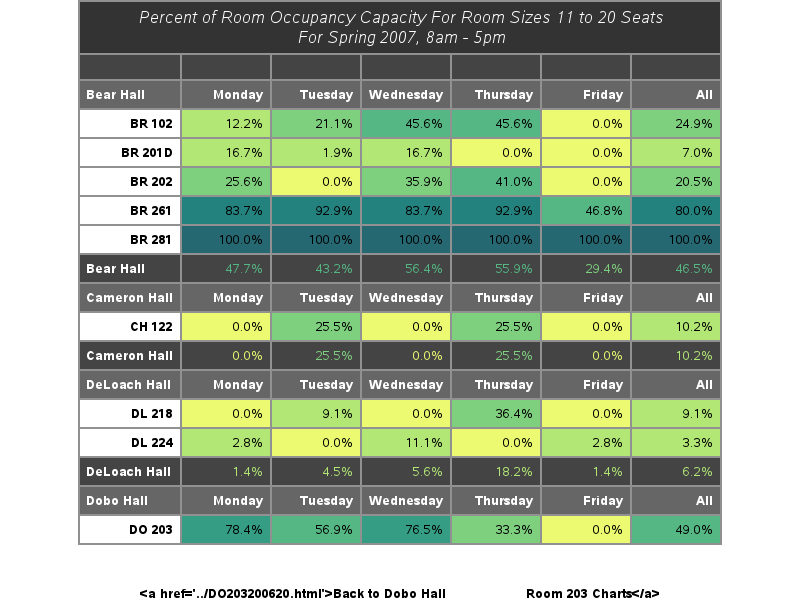 Percent of Room Occupancy Capacity For Room Sizes 11 to 20 Seats
For Spring 2007, 8am - 5pm
Bear Hall Monday Tuesday Wednesday Thursday Friday All
BR 102 12.2% 21.1% 45.6% 45.6% 0.0% 24.9%
BR 201D 16.7% 1.9% 16.7% 0.0% 0.0% 7.0%
BR 202 25.6% 0.0% 35.9% 41.0% 0.0% 20.5%
BR 261 83.7% 92.9% 83.7% 92.9% 46.8% 80.0%
BR 281 100.0% 100.0% 100.0% 100.0% 100.0% 100.0%
Bear Hall 47.7% 43.2% 56.4% 55.9% 29.4% 46.5%
Cameron Hall Monday Tuesday Wednesday Thursday Friday All
CH 122 0.0% 25.5% 0.0% 25.5% 0.0% 10.2%
Cameron Hall 0.0% 25.5% 0.0% 25.5% 0.0% 10.2%
DeLoach Hall Monday Tuesday Wednesday Thursday Friday All
DL 218 0.0% 9.1% 0.0% 36.4% 0.0% 9.1%
DL 224 2.8% 0.0% 11.1% 0.0% 2.8% 3.3%
DeLoach Hall 1.4% 4.5% 5.6% 18.2% 1.4% 6.2%
Dobo Hall Monday Tuesday Wednesday Thursday Friday All
DO 203 78.4% 56.9% 76.5% 33.3% 0.0% 49.0%
<a href='../DO203200620.html'>Back to Dobo Hall Room 203 Charts</a>